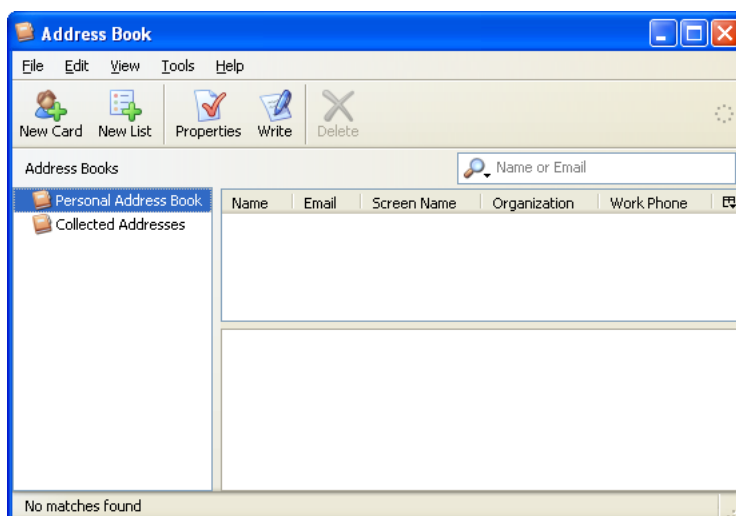 Address Book
File Edit View Tools Help
New Card New List Properties Write Delete
Address Books Name or Email
Personal Address Book Name Email Screen Name Organization Work Phone
Collected Addresses
No matches found